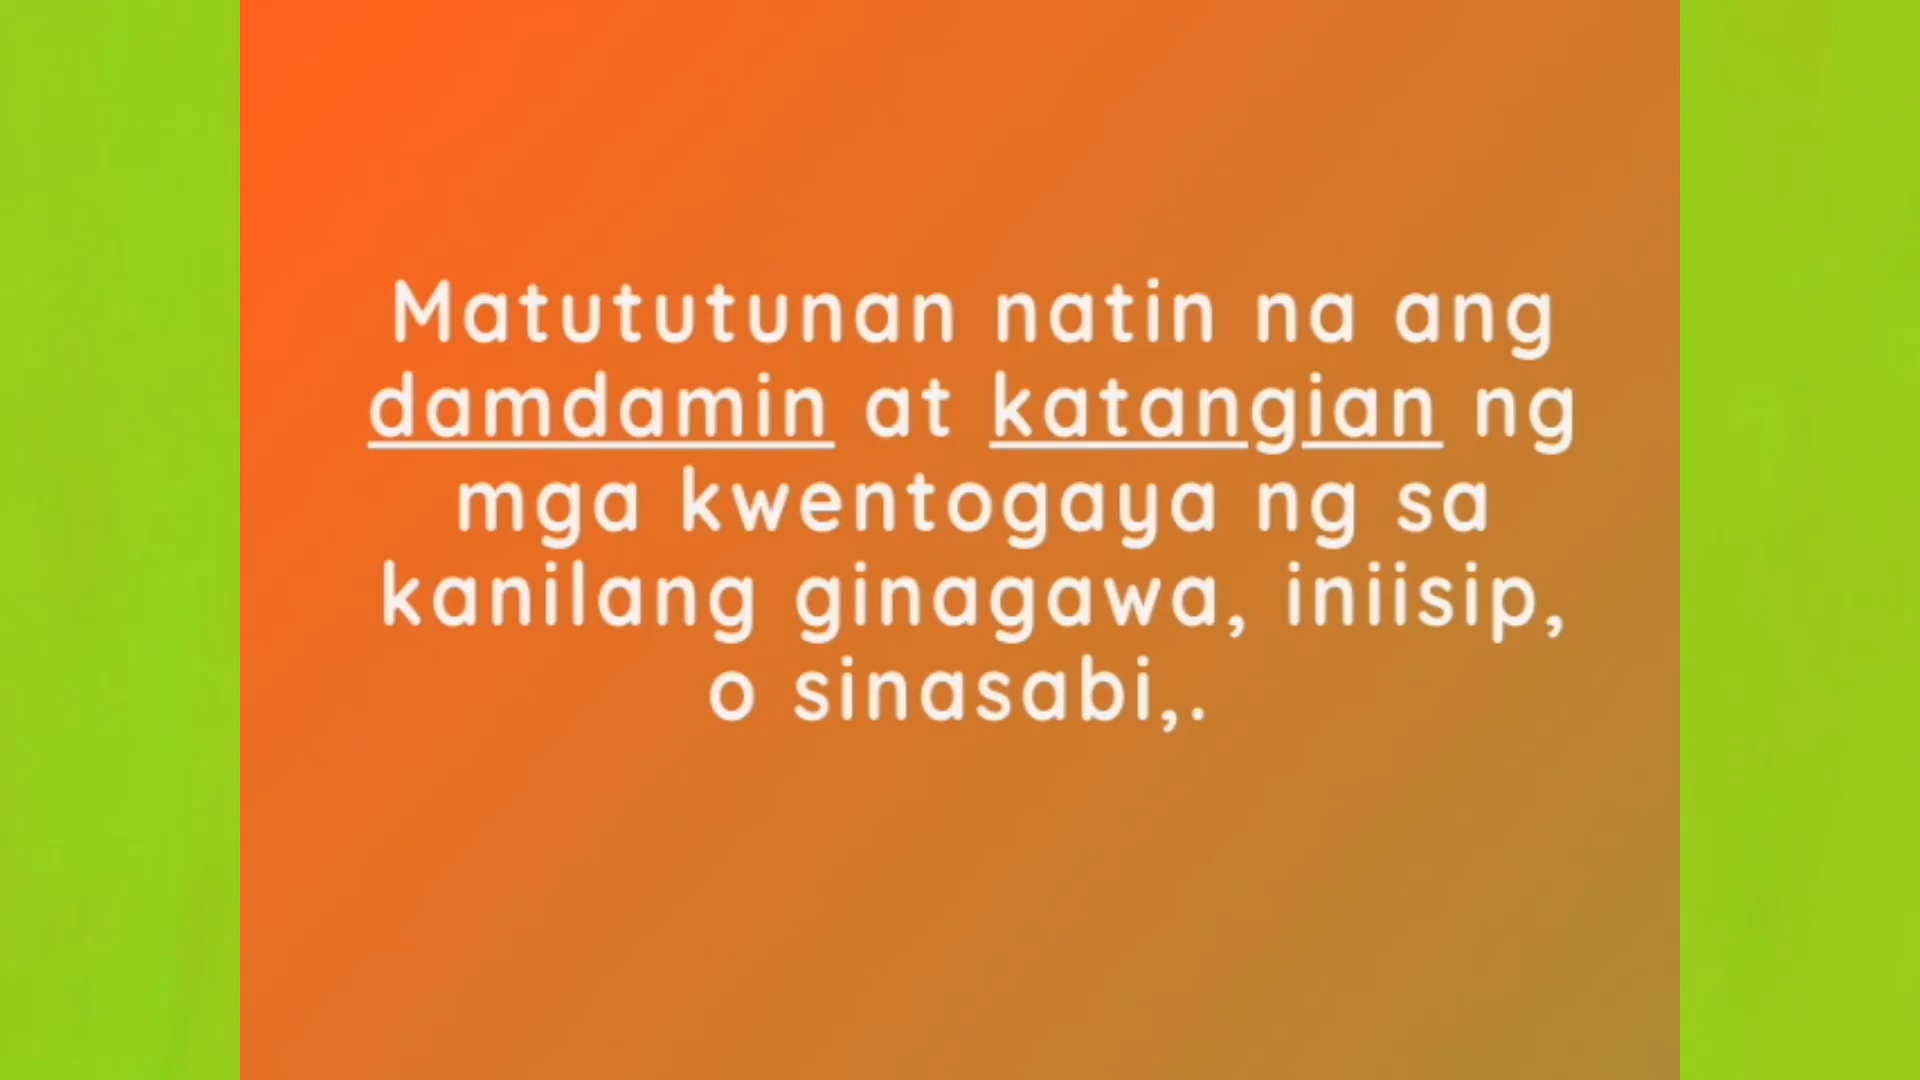 Matututunan natin na ang
damdamin at katangian ng
mga kwentogaya ng sa
kanilang ginagawa, iniisip,
o sinasabi,.